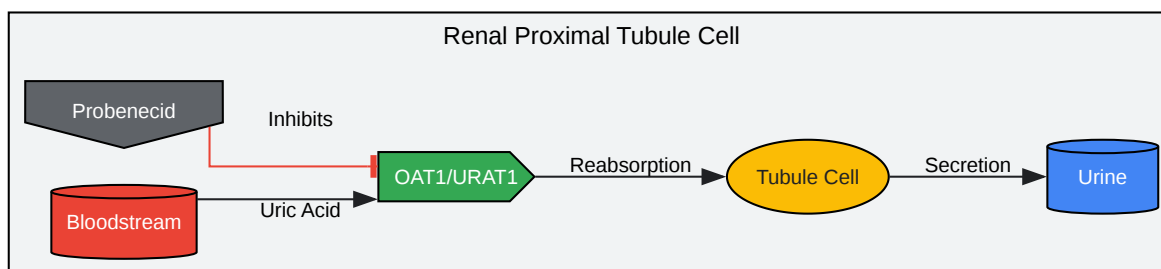 Renal Proximal Tubule Cell
Probenecid
Inhibits
OAT1/URAT1
Reabsorption
Tubule Cell
Secretion
Urine
Bloodstream
Uric Acid